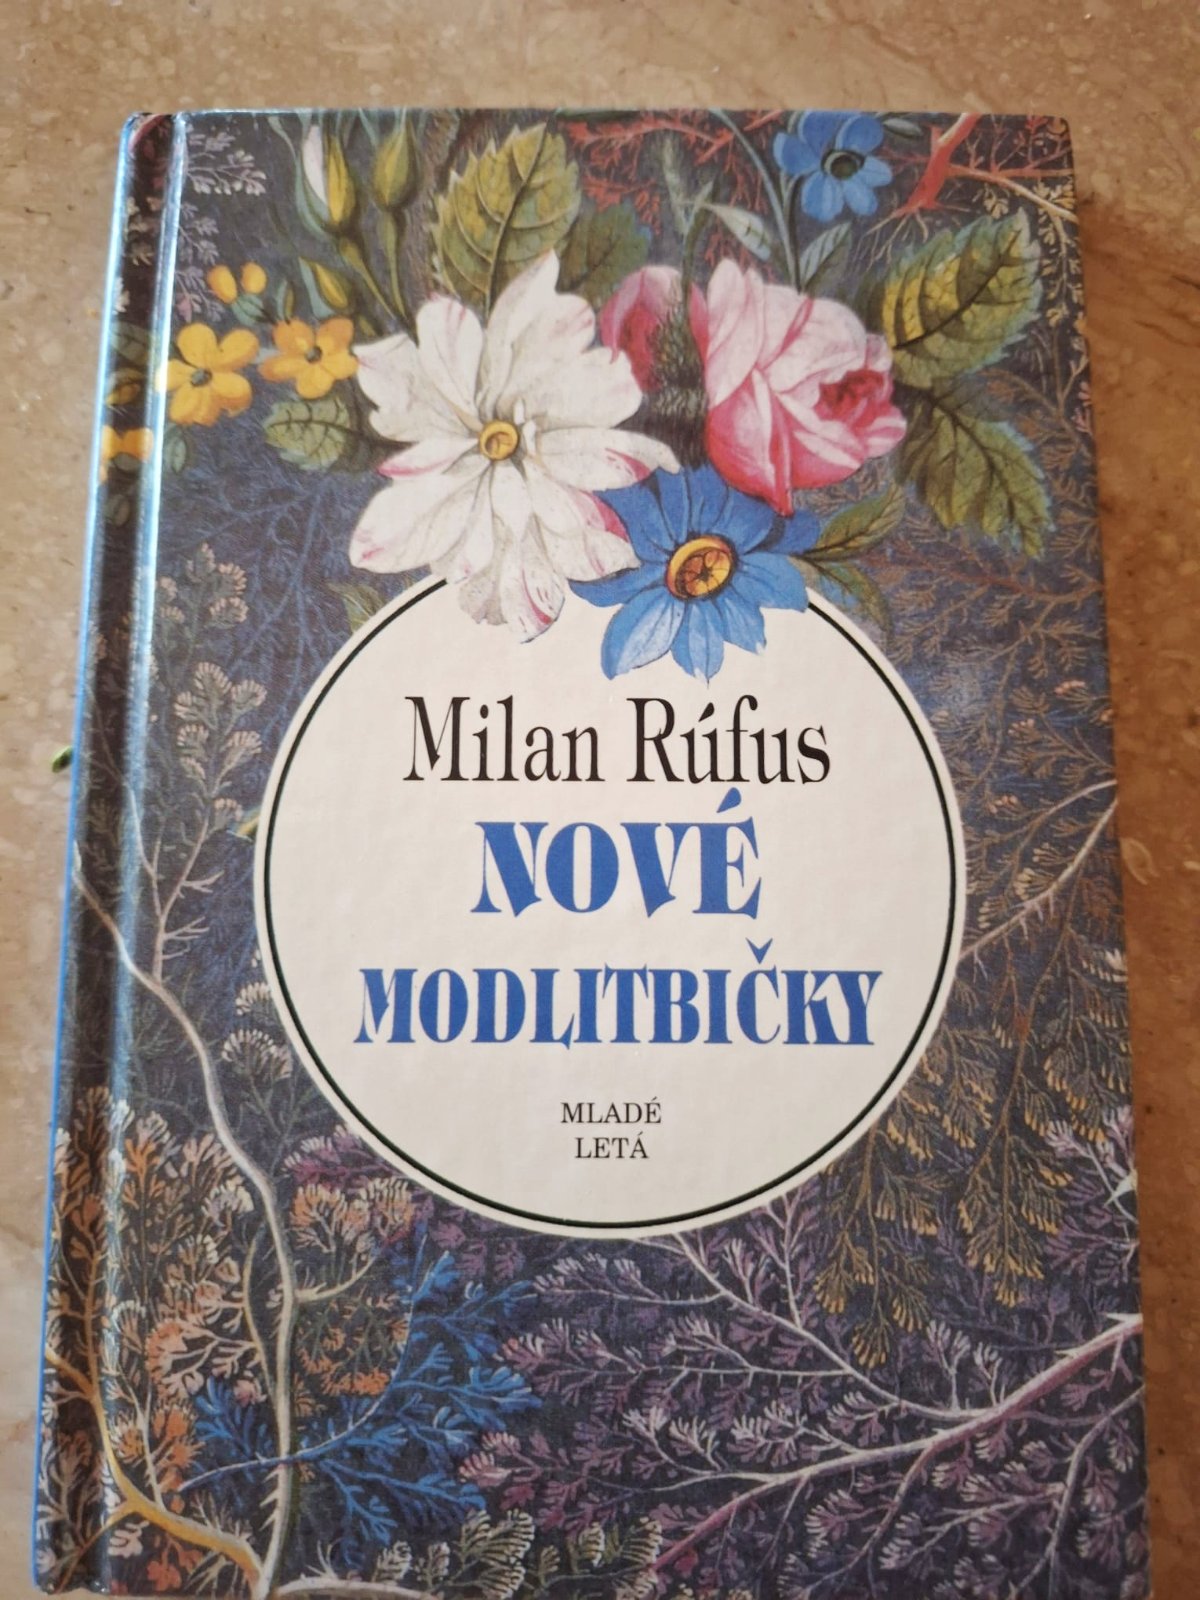 Milan Rúfus
NOVÉ
MODLITBIČKY
MLADÉ
LETÁ